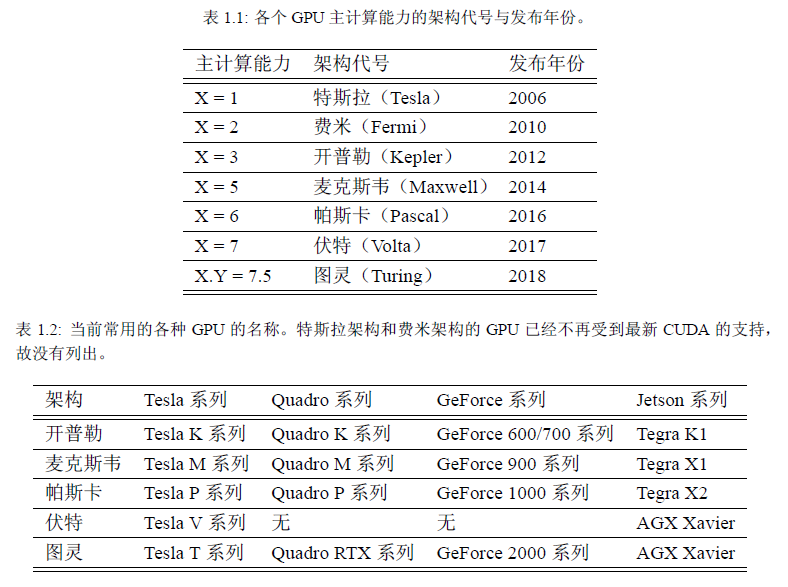 表 1.1: 各个 GPU 主计算能力的架构代号与发布年份。
主计算能力 架构代号 发布年份
X = 1 特斯拉（Tesla） 2006
X = 2 费米（Fermi） 2010
X = 3 开普勒（Kepler） 2012
X = 5 麦克斯韦（Maxwell） 2014
X = 6 帕斯卡（Pascal） 2016
X = 7 伏特（Volta） 2017
X.Y = 7.5 图灵（Turing） 2018
表 1.2: 当前常用的各种 GPU 的名称。特斯拉架构和费米架构的 GPU 已经不再受到最新 CUDA 的支持，
故没有列出。
架构 Tesla 系列 Quadro 系列 GeForce 系列 Jetson 系列
开普勒 Tesla K 系列 Quadro K 系列 GeForce 600/700 系列 Tegra K1
麦克斯韦 Tesla M 系列 Quadro M 系列 GeForce 900 系列 Tegra X1
帕斯卡 Tesla P 系列 Quadro P 系列 GeForce 1000 系列 Tegra X2
伏特 Tesla V 系列 无 无 AGX Xavier
图灵 Tesla T 系列 Quadro RTX 系列 GeForce 2000 系列 AGX Xavier